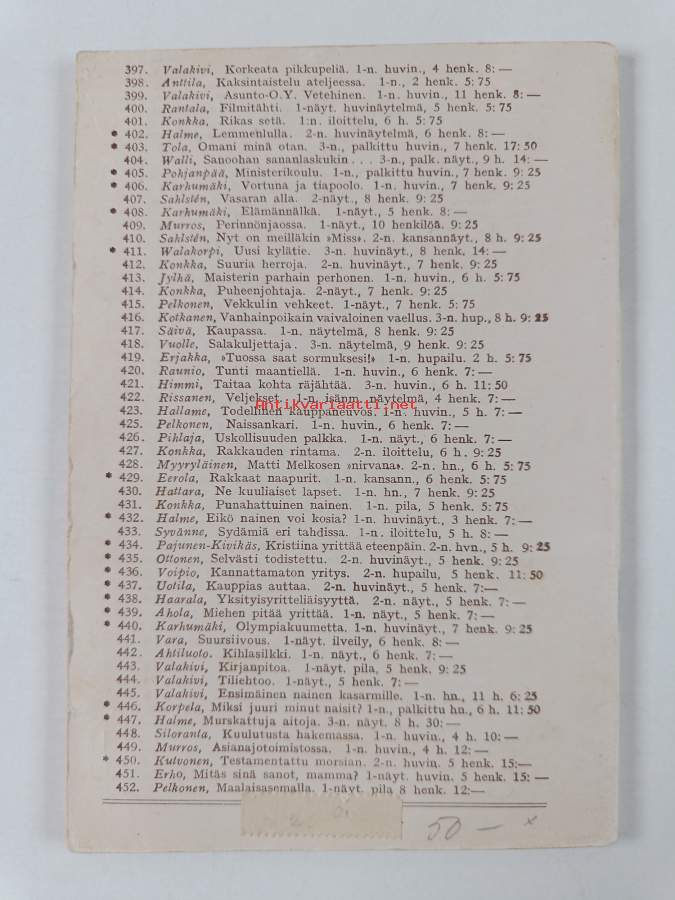 397. Valakivi, Korkeata pikkupeliä. 1-n. huvin., 4 henk. 8: —
398. Anttila, Kaksintaistelu ateljeessa. 1-n., 2 henk. 5: 75
399. Valakivi, Asunto-O.Y. Vetehinen. 1-n. huvin., 11 henk. 8: —
400. Rantala, Filmitähti. 1-näyt. huvinäytelmä, 5 henk. 5: 75
401. Konkka, Rikas setä. 1:n. iloittelu, 6 h. 5: 75
* 402. Halme, Lemmenlulla. 2-n. huvinäytelmä, 6 henk. 8: —
* 403. Tola, Omani minä otan. 3-n., palkittu huvin., 7 henk. 17: 50
404. Walli, Sanoohan sananlaskukin . . . 3-n., palk. näyt., 9 h. 14: —
* 405. Pohjanpää, Ministerikoulu. 1-n., palkittu huvin., 7 henk. 9: 25
* 406. Karhumäki, Vortuna ja tiapoolo. 1-n. huvin., 7 henk. 9: 25
407. Sahlstén, Vasaran alla. 2-näyt., 8 henk. 9: 25
* 408. Karhumäki, Elämännälkä. 1-näyt., 5 henk. 8: —
409. Murros, Perinnönjaossa. 1-näyt., 10 henkilöä. 9: 25
410. Sahlstén, Nyt on meilläkin »Miss». 2-n. kansannäyt., 8 h. 9: 25
* 411. Walakorpi, Uusi kylätie. 3-n. huvinäyt., 8 henk. 14: —
412. Konkka, Suuria herroja. 2-n. huvinäyt., 7 henk. 9: 25
413. Jylhä, Maisterin parhain perhonen. 1-n. huvin., 6 h. 5: 75
414. Konkka, Puheenjohtaja. 2-näyt., 7 henk. 9: 25
415. Pelkonen, Vekkulin vehkeet. 1-näyt., 7 henk. 5: 75
416. Kotkanen, Vanhainpoikain vaivaloinen vaellus. 3-n. hup., 8 h. 9: 25
417. Säivä, Kaupassa. 1-n. näytelmä, 8 henk. 9: 25
418. Vuolle, Salakuljettaja. 3-n. näytelmä, 9 henk. 9: 25
419. Erjakka, »Tuossa saat sormuksesi!» 1-n. hupailu. 2 h. 5: 75
420. Raunio, Tunti maantiellä. 1-n. huvin., 6 henk. 7: —
421. Himmi, Taitaa kohta räjähtää. 3-n. huvin., 6 h. 11: 50
422. Rissanen, Veljekset. 1-n. isänm. näytelmä, 4 henk. 7: —
Antikvariaatti.net
423. Hallame, Todellinen kauppaneuvos. 1-n. huvin., 5 h. 7: —
425. Pelkonen, Naissankari. 1-n. huvin., 6 henk. 7: —
426. Pihlaja, Uskollisuuden palkka. 1-n. näyt., 6 henk. 7: —
427. Konkka, Rakkauden rintama. 2-n. iloittelu, 6 h. 9: 25
428. Myyryläinen, Matti Melkosen »nirvana». 2-n. hn., 6 h. 5: 75
* 429. Eerola, Rakkaat naapurit. 1-n. kansann., 6 henk. 5: 75
430. Hattara, Ne kuuliaiset lapset. 1-n. hn., 7 henk. 9: 25
431. Konkka, Punahattuinen nainen. 1-n. pila, 5 henk. 5: 75
* 432. Halme, Eikö nainen voi kosia? 1-n. huvinäyt., 3 henk. 7: —
433. Syvänne, Sydämiä eri tahdissa. 1-n. iloittelu, 5 h. 8: —
* 434. Pajunen-Kivikäs, Kristiina yrittää eteenpäin. 2-n. hvn., 5 h. 9: 25
* 435. Ottonen, Selvästi todistettu. 2-n. huvinäyt., 5 henk. 9: 25
* 436. Voipio, Kannattamaton yritys. 2-n. hupailu, 5 henk. 11: 50
* 437. Uotila, Kauppias auttaa. 2-n. huvinäyt., 5 henk. 7:—
* 438. Haarala, Yksityisyritteliäisyyttä. 2-n. näyt., 5 henk. 7: —
* 439. Ahola, Miehen pitää yrittää. 1-n. näyt., 5 henk. 7: —
* 440. Karhumäki, Olympiakuumetta. 1-n. huvinäyt., 7 henk. 9: 25
441. Vara, Suursiivous. 1-näyt. ilveily, 6 henk. 8: —
442. Ahtiluoto. Kihlasilkki. 1-n. näyt., 6 henk. 7: —
443. Valakivi, Kirjanpitoa. 1-näyt. pila, 5 henk. 9: 25
444. Valakivi, Tiliehtoo. 1-näyt., 5 henk. 7: —
445. Valakivi, Ensimäinen nainen kasarmille. 1-n. hn., 11 h. 6: 25
* 446. Korpela, Miksi juuri minut naisit? 1-n., palkittu hn., 6 h. 11: 50
* 447. Halme, Murskattuja aitoja. 3-n. näyt. 8 h. 30: —
448. Siloranta, Kuulutusta hakemassa. 1-n. huvin., 4 h. 10: —
449. Murros, Asianajotoimistossa. 1-n. huvin., 4 h. 12: —
* 450. Kulvonen, Testamentattu morsian. 2-n. huvin. 5 henk. 15:—
451. Erho, Mitäs sinä sanot, mamma? 1-näyt. huvin. 5 henk. 15: —
452. Pelkonen, Maalaisasemalla. 1-näyt. pila 8 henk. 12:—
50 — x